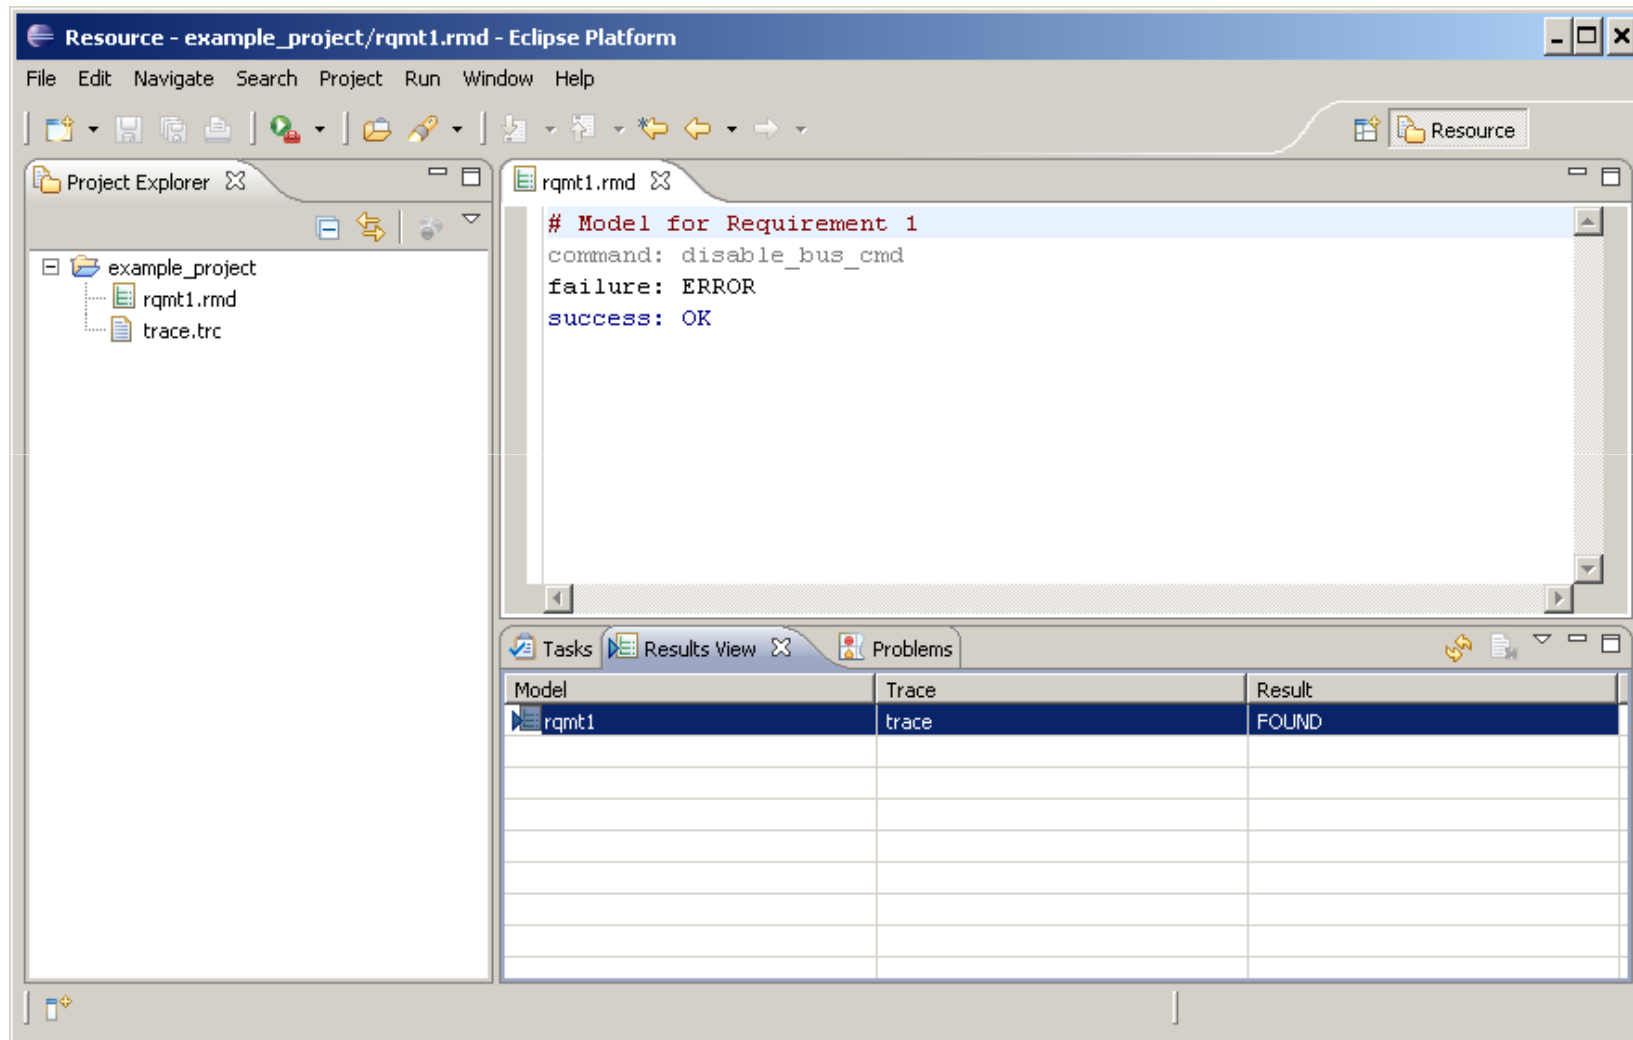 Resource - example_project/rqmt1.rmd - Eclipse Platform
File Edit Navigate Search Project Run Window Help
Resource
Project Explorer
example_project
rqmt1.rmd
trace.trc
rqmt1.rmd
# Model for Requirement 1
command: disable_bus_cmd
failure: ERROR
success: OK
Tasks Results View Problems
Model Trace Result
rqmt1 trace FOUND